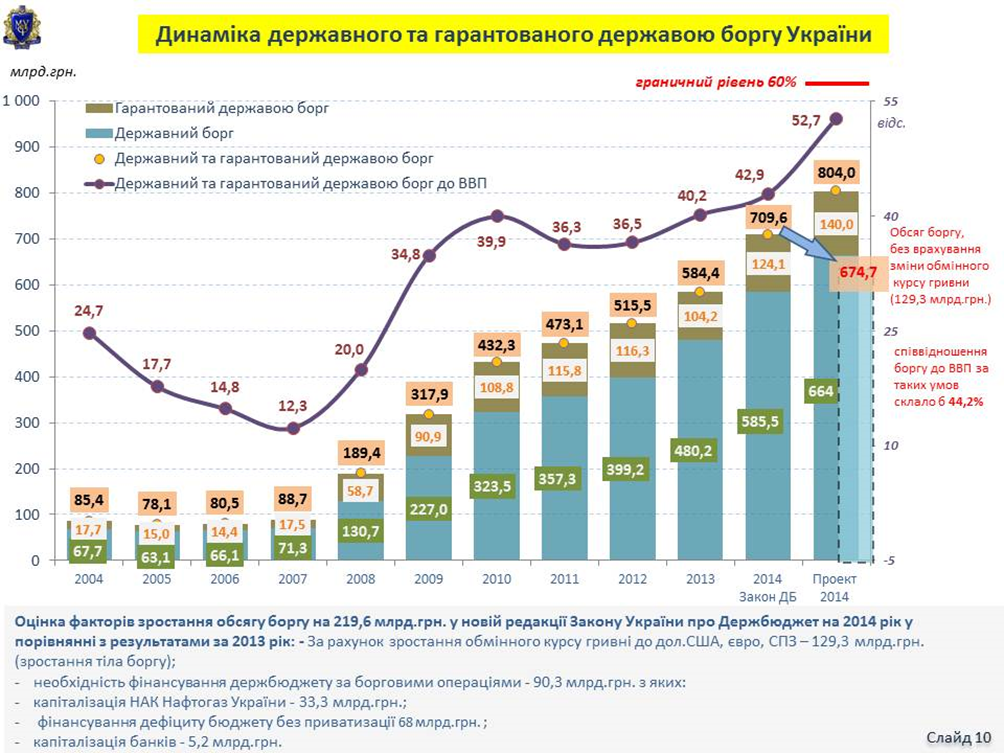 Динаміка державного та гарантованого державою боргу України
млрд.грн.
граничний рівень 60%
1 000
900
800
700
600
500
400
300
200
100
0
55
відс.
40
25
10
-5
Гарантований державою борг
Державний борг
Державний та гарантований державою борг
Державний та гарантований державою борг до ВВП
24,7
17,7
14,8
12,3
20,0
34,8
39,9
36,3
36,5
40,2
42,9
52,7
85,4
78,1
80,5
88,7
189,4
317,9
432,3
473,1
515,5
584,4
709,6
804,0
17,7
15,0
14,4
17,5
58,7
90,9
108,8
115,8
116,3
104,2
124,1
140,0
67,7
63,1
66,1
71,3
130,7
227,0
323,5
357,3
399,2
480,2
585,5
664
674,7
Обсяг боргу,
без врахування
зміни обмінного
курсу гривни
(129,3 млрд.грн.)
співвідношення
боргу до ВВП за
таких умов
склало б 44,2%
2004
2005
2006
2007
2008
2009
2010
2011
2012
2013
2014
Закон ДБ
Проект
2014
Оцінка факторів зростання обсягу боргу на 219,6 млрд.грн. у новій редакції Закону України про Держбюджет на 2014 рік у
порівнянні з результатами за 2013 рік: - За рахунок зростання обмінного курсу гривні до дол.США, євро, СПЗ – 129,3 млрд.грн.
(зростання тіла боргу);
- необхідність фінансування держбюджету за борговими операціями - 90,3 млрд.грн. з яких:
- капіталізація НАК Нафтогаз України - 33,3 млрд.грн.;
- фінансування дефіциту бюджету без приватизації 68 млрд.грн. ;
- капіталізація банків - 5,2 млрд.грн.
Слайд 10